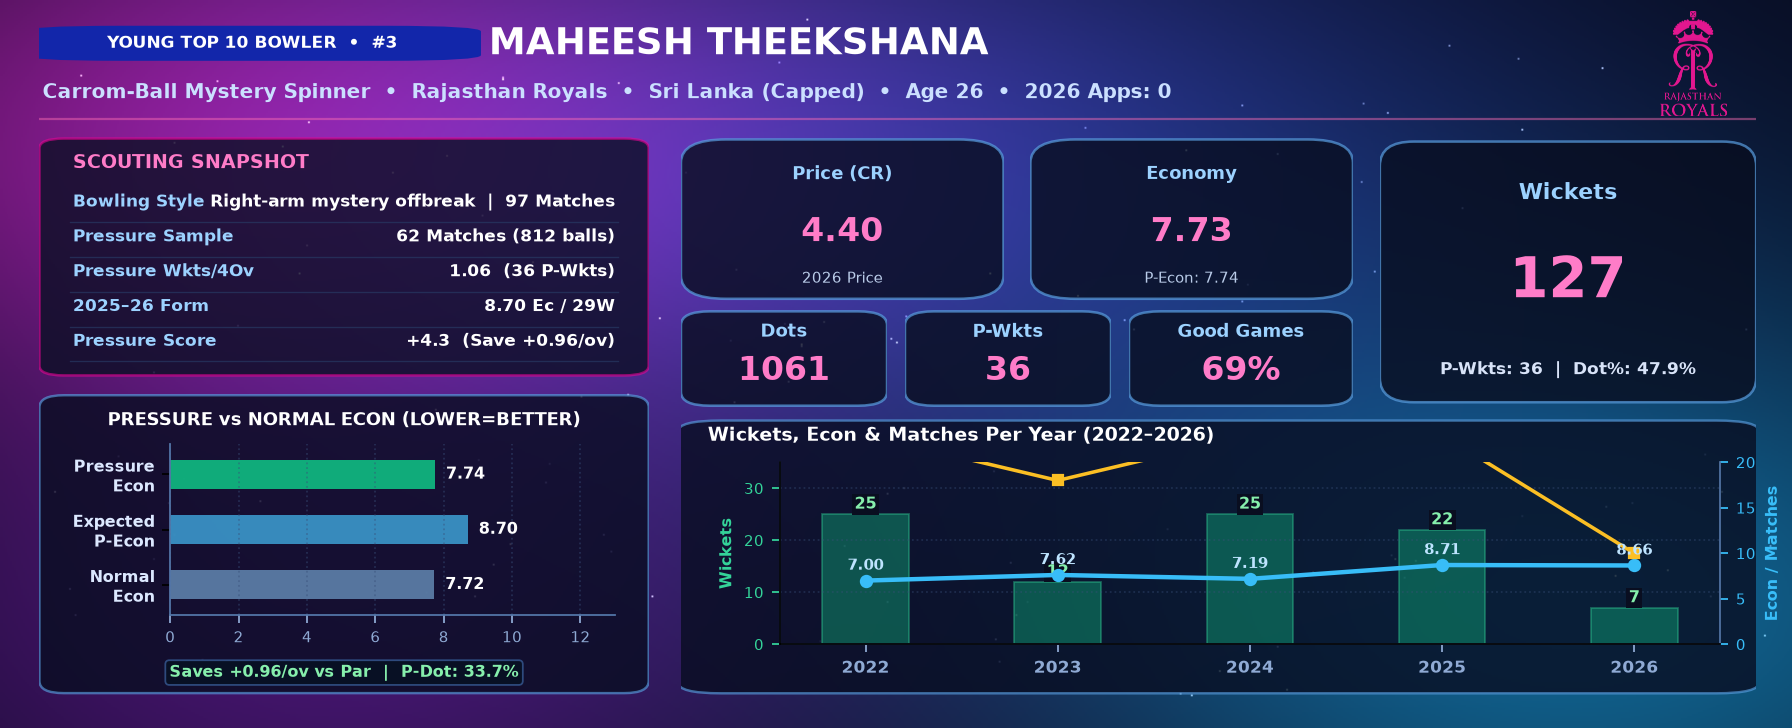 YOUNG TOP 10 BOWLER • #3
MAHEESH THEEKSHANA
Carrom-Ball Mystery Spinner • Rajasthan Royals • Sri Lanka (Capped) • Age 26 • 2026 Apps: 0
RAJASTHAN
ROYALS
SCOUTING SNAPSHOT
Bowling Style Right-arm mystery offbreak | 97 Matches
Pressure Sample 62 Matches (812 balls)
Pressure Wkts/4Ov 1.06 (36 P-Wkts)
2025–26 Form 8.70 Ec / 29W
Pressure Score +4.3 (Save +0.96/ov)
Price (CR)
4.40
2026 Price
Economy
7.73
P-Econ: 7.74
Wickets
127
P-Wkts: 36 | Dot%: 47.9%
Dots
1061
P-Wkts
36
Good Games
69%
PRESSURE vs NORMAL ECON (LOWER=BETTER)
Pressure
Econ
7.74
Expected
P-Econ
8.70
Normal
Econ
7.72
0 2 4 6 8 10 12
Saves +0.96/ov vs Par | P-Dot: 33.7%
Wickets, Econ & Matches Per Year (2022–2026)
Wickets
30
20
10
0
25
12
25
22
7
7.00
7.62
7.19
8.71
8.66
20
15
10
5
0
Econ / Matches
2022 2023 2024 2025 2026